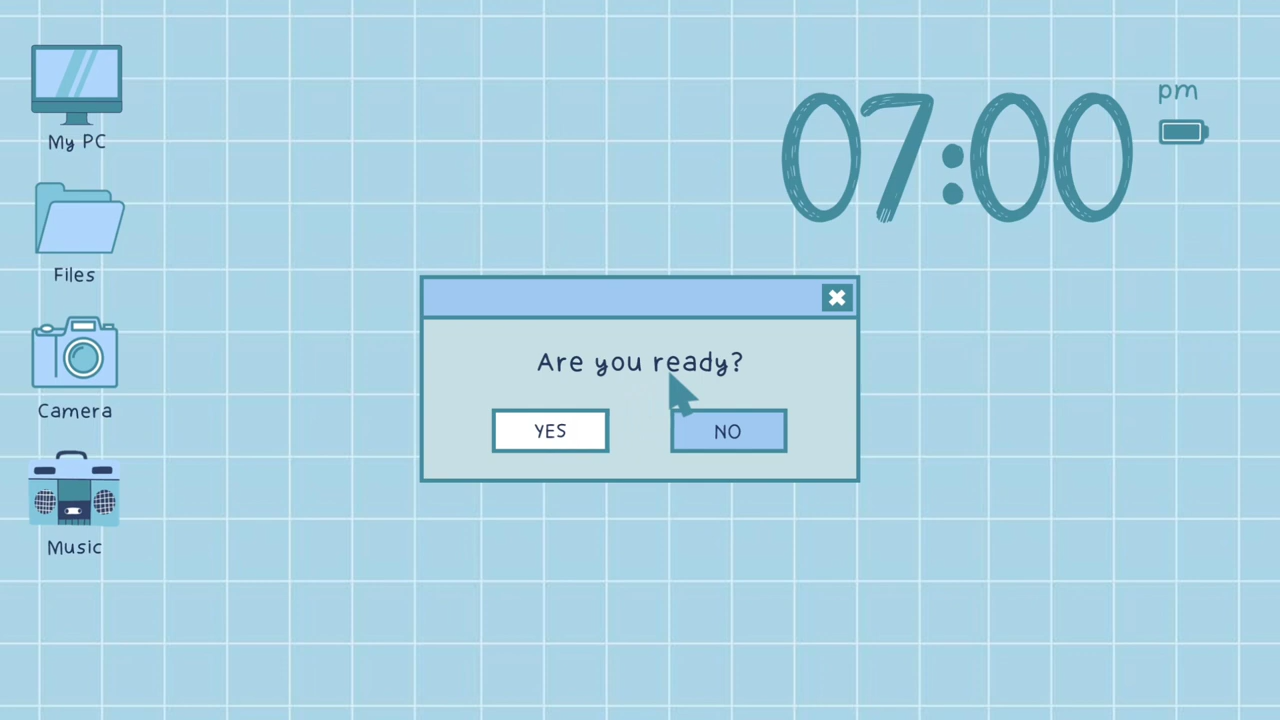 My PC
Files
Camera
Music
07:00 pm
Are you ready?
YES
NO